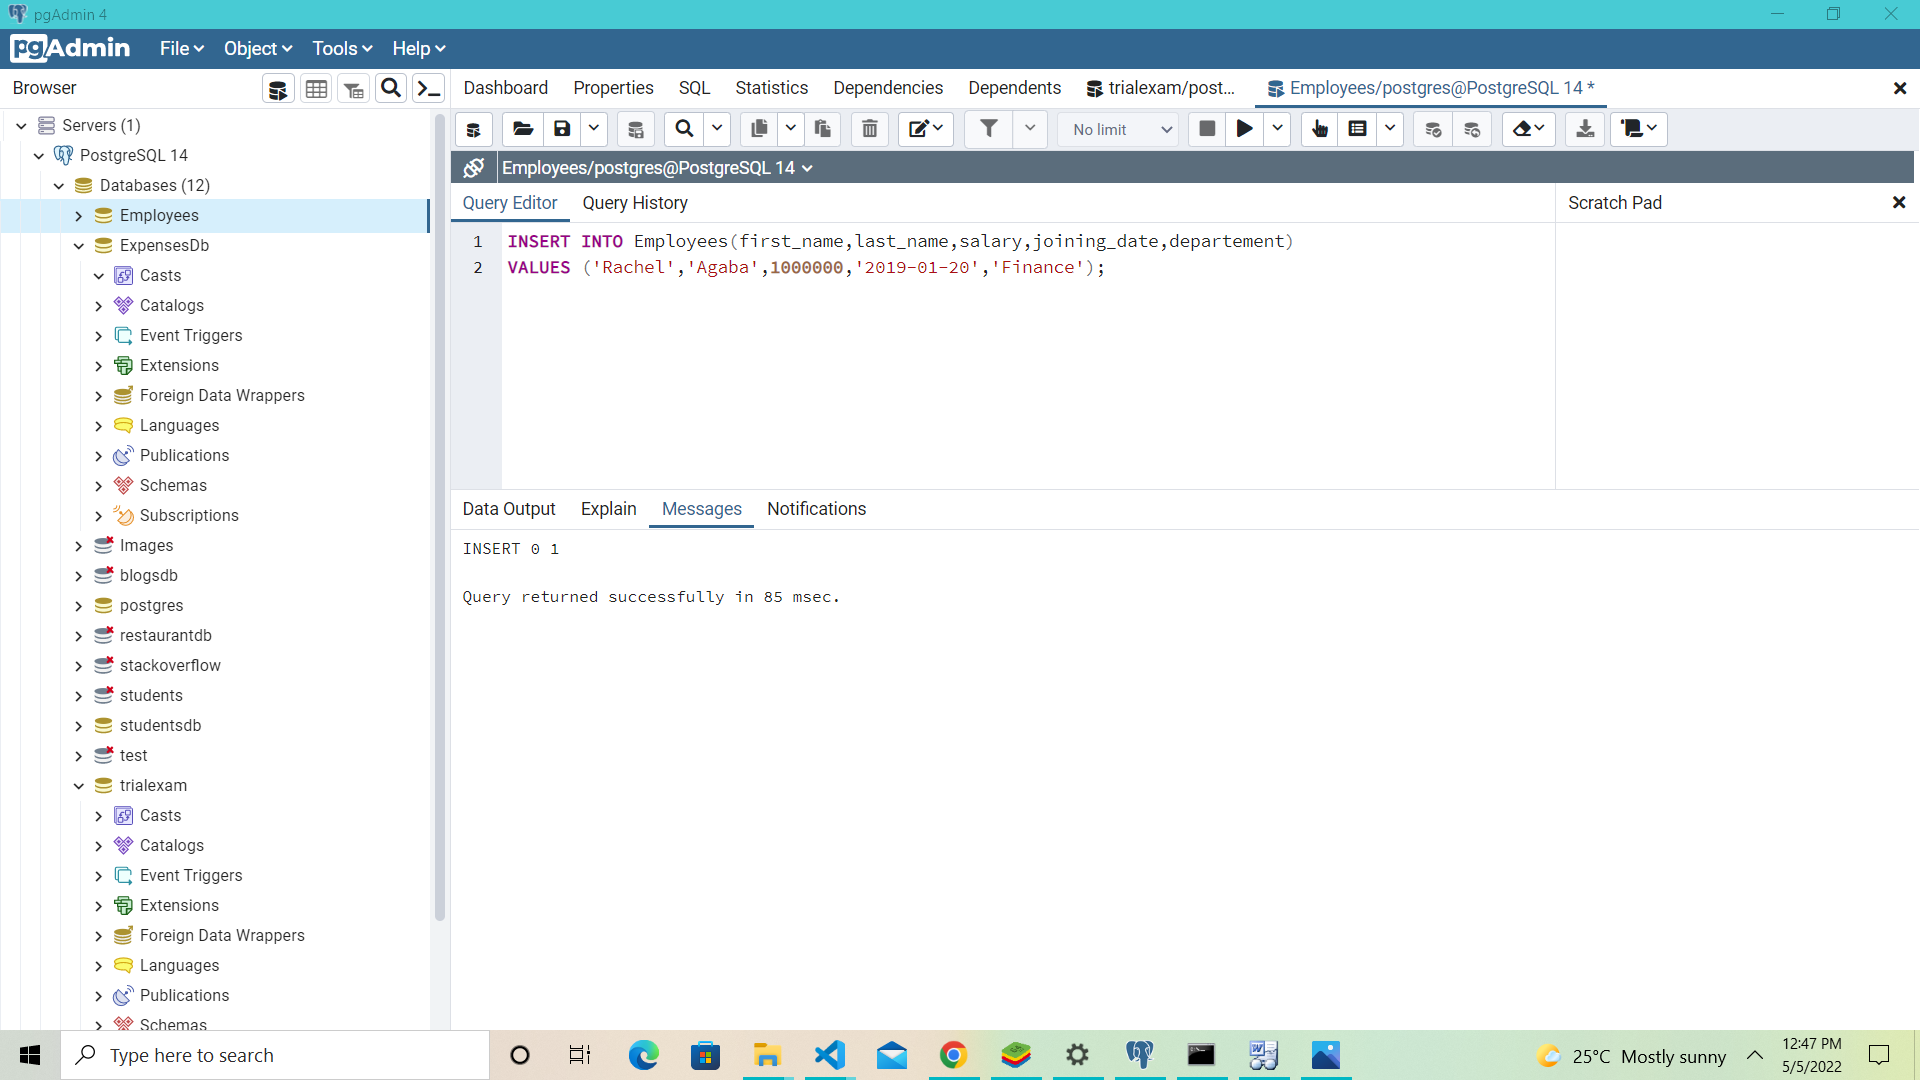 pgAdmin 4
pgAdmin File Object Tools Help
Browser
Dashboard Properties SQL Statistics Dependencies Dependents trialexam/post... Employees/postgres@PostgreSQL 14 *
No limit
Employees/postgres@PostgreSQL 14
Query Editor Query History
Scratch Pad
1 INSERT INTO Employees(first_name,last_name,salary,joining_date,departement)
2 VALUES ('Rachel','Agaba',1000000,'2019-01-20','Finance');
Data Output Explain Messages Notifications
INSERT 0 1
Query returned successfully in 85 msec.
Servers (1)
PostgreSQL 14
Databases (12)
Employees
ExpensesDb
Casts
Catalogs
Event Triggers
Extensions
Foreign Data Wrappers
Languages
Publications
Schemas
Subscriptions
Images
blogsdb
postgres
restaurantdb
stackoverflow
students
studentsdb
test
trialexam
Casts
Catalogs
Event Triggers
Extensions
Foreign Data Wrappers
Languages
Publications
Schemas
Type here to search
25°C Mostly sunny
12:47 PM
5/5/2022